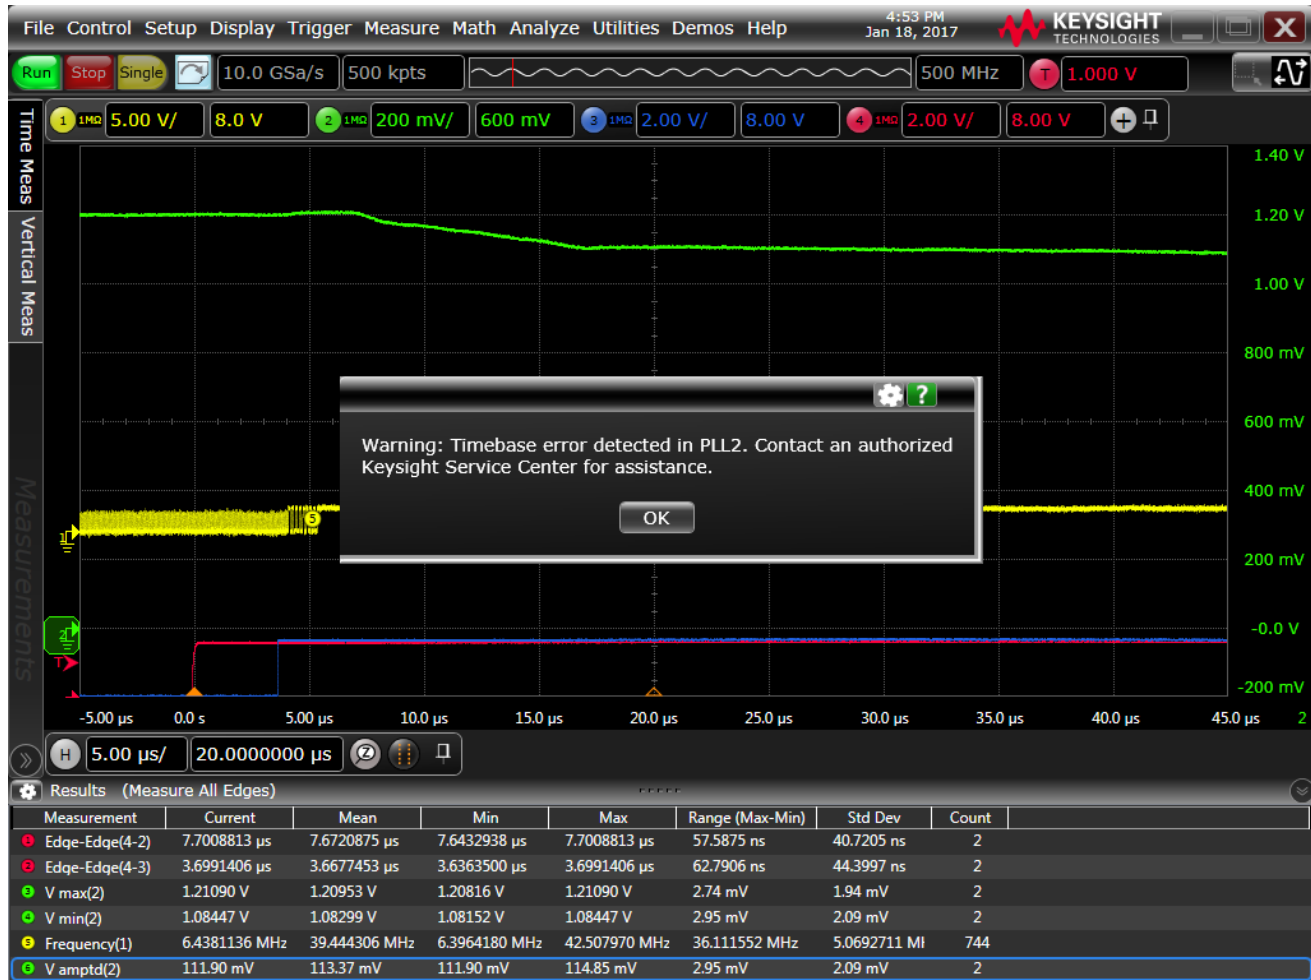 File Control Setup Display Trigger Measure Math Analyze Utilities Demos Help
4:53 PM
Jan 18, 2017
KEYSIGHT
TECHNOLOGIES
Run Stop Single 10.0 GSa/s 500 kpts 500 MHz T 1.000 V
1 1MΩ 5.00 V/ 8.0 V 2 1MΩ 200 mV/ 600 mV 3 1MΩ 2.00 V/ 8.00 V 4 1MΩ 2.00 V/ 8.00 V
Time Meas
Vertical Meas
Measurements
1.40 V
1.20 V
1.00 V
800 mV
600 mV
400 mV
200 mV
-0.0 V
-200 mV
Warning: Timebase error detected in PLL2. Contact an authorized
Keysight Service Center for assistance.
OK
?
5
1
2
T
-5.00 µs 0.0 s 5.00 µs 10.0 µs 15.0 µs 20.0 µs 25.0 µs 30.0 µs 35.0 µs 40.0 µs 45.0 µs 2
H 5.00 µs/ 20.0000000 µs Z
Results (Measure All Edges)
Measurement Current Mean Min Max Range (Max-Min) Std Dev Count
1 Edge-Edge(4-2) 7.7008813 µs 7.6720875 µs 7.6432938 µs 7.7008813 µs 57.5875 ns 40.7205 ns 2
2 Edge-Edge(4-3) 3.6991406 µs 3.6677453 µs 3.6363500 µs 3.6991406 µs 62.7906 ns 44.3997 ns 2
3 V max(2) 1.21090 V 1.20953 V 1.20816 V 1.21090 V 2.74 mV 1.94 mV 2
4 V min(2) 1.08447 V 1.08299 V 1.08152 V 1.08447 V 2.95 mV 2.09 mV 2
5 Frequency(1) 6.4381136 MHz 39.444306 MHz 6.3964180 MHz 42.507970 MHz 36.111552 MHz 5.0692711 MH 744
6 V amptd(2) 111.90 mV 113.37 mV 111.90 mV 114.85 mV 2.95 mV 2.09 mV 2